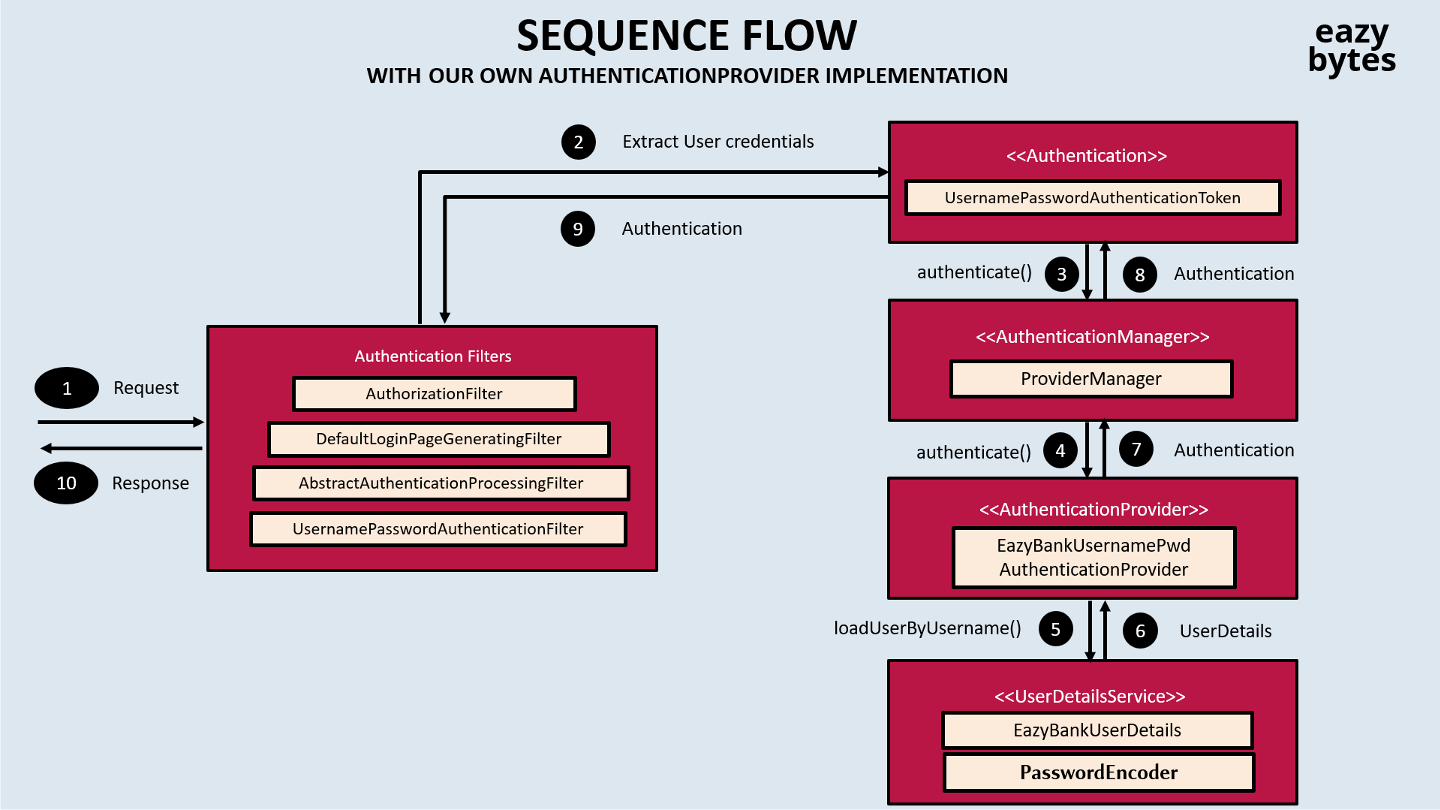 SEQUENCE FLOW
WITH OUR OWN AUTHENTICATIONPROVIDER IMPLEMENTATION
eazy
bytes
2 Extract User credentials
<<Authentication>>
UsernamePasswordAuthenticationToken
9 Authentication
authenticate() 3 8 Authentication
<<AuthenticationManager>>
ProviderManager
Authentication Filters
AuthorizationFilter
DefaultLoginPageGeneratingFilter
AbstractAuthenticationProcessingFilter
UsernamePasswordAuthenticationFilter
1 Request
10 Response
authenticate() 4 7 Authentication
<<AuthenticationProvider>>
EazyBankUsernamePwd
AuthenticationProvider
loadUserByUsername() 5 6 UserDetails
<<UserDetailsService>>
EazyBankUserDetails
PasswordEncoder